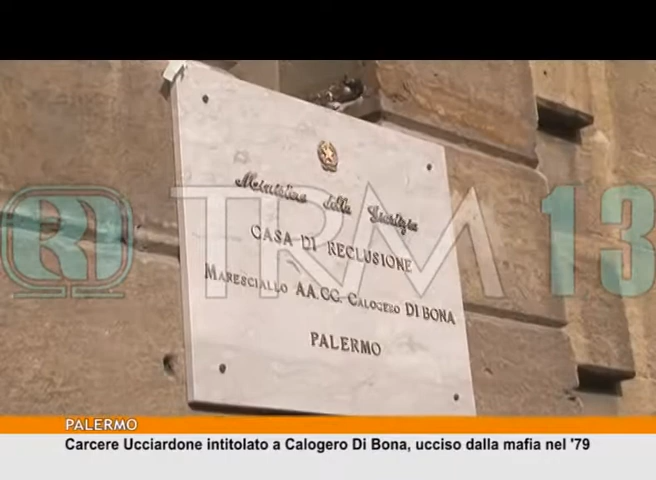 Ministero della Giustizia
CASA DI RECLUSIONE
MARESCIALLO AA.CC. CALOGERO DI BONA
PALERMO
TRM 13
PALERMO
Carcere Ucciardone intitolato a Calogero Di Bona, ucciso dalla mafia nel '79